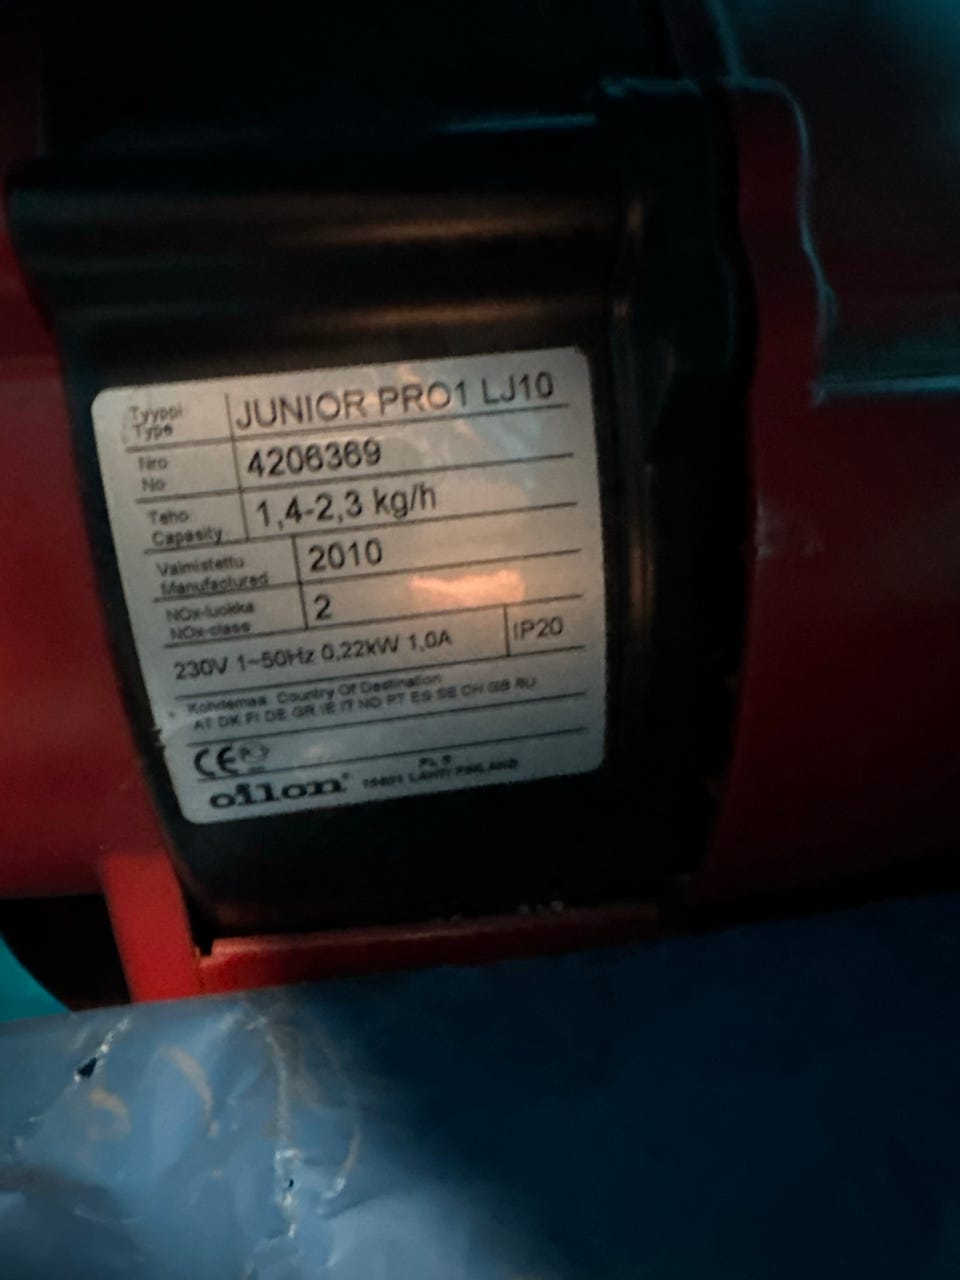 Tyyppi JUNIOR PRO1 LJ10
Type
Nro 4206369
No
Teho 1,4-2,3 kg/h
Capasity
Valmistettu 2010
Manufactured
NOx-luokka 2
NOx-class
230V 1~50Hz 0,22kW 1,0A IP20
Kohdemaa Country Of Destination
AT DK FI DE GR IE IT NO PT ES SE CH GB RU
CE
oilon
PL 5
LAHTI FINLAND